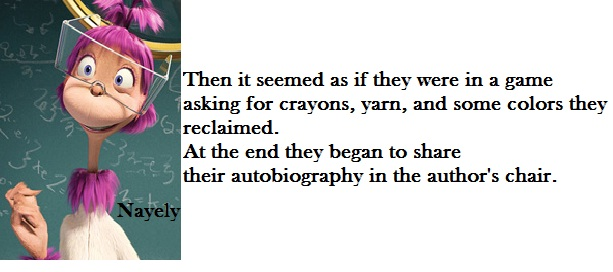 Then it seemed as if they were in a game
asking for crayons, yarn, and some colors they
reclaimed.
At the end they began to share
their autobiography in the author's chair.
Nayely